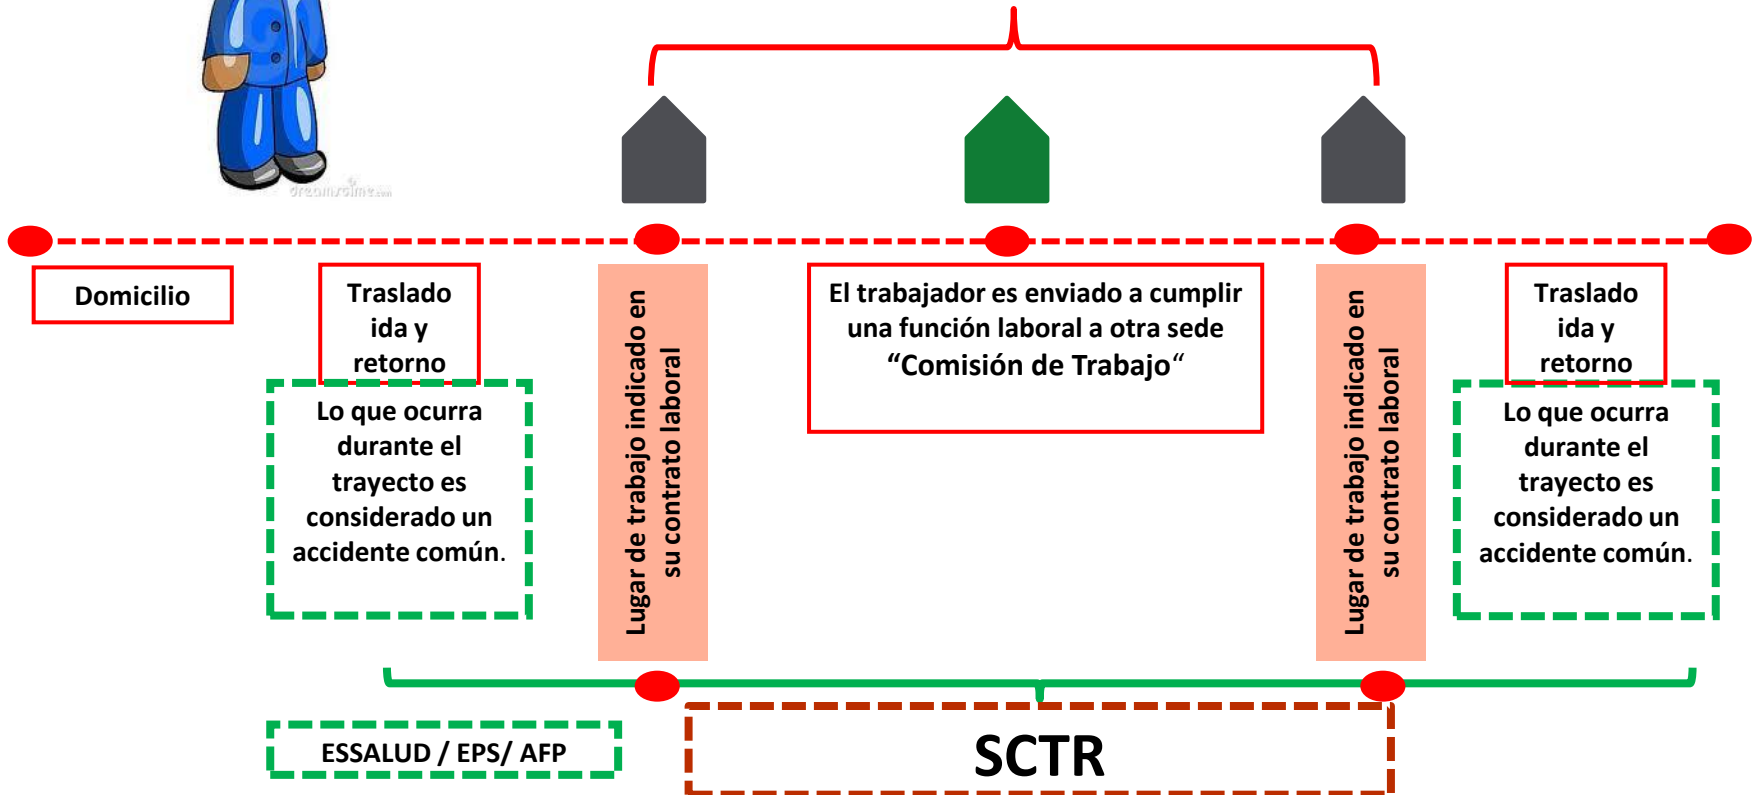 dreamstime.com
Domicilio
Traslado
ida y
retorno
Lo que ocurra
durante el
trayecto es
considerado un
accidente común.
Lugar de trabajo indicado en
su contrato laboral
El trabajador es enviado a cumplir
una función laboral a otra sede
“Comisión de Trabajo“
Lugar de trabajo indicado en
su contrato laboral
Traslado
ida y
retorno
Lo que ocurra
durante el
trayecto es
considerado un
accidente común.
ESSALUD / EPS/ AFP
SCTR